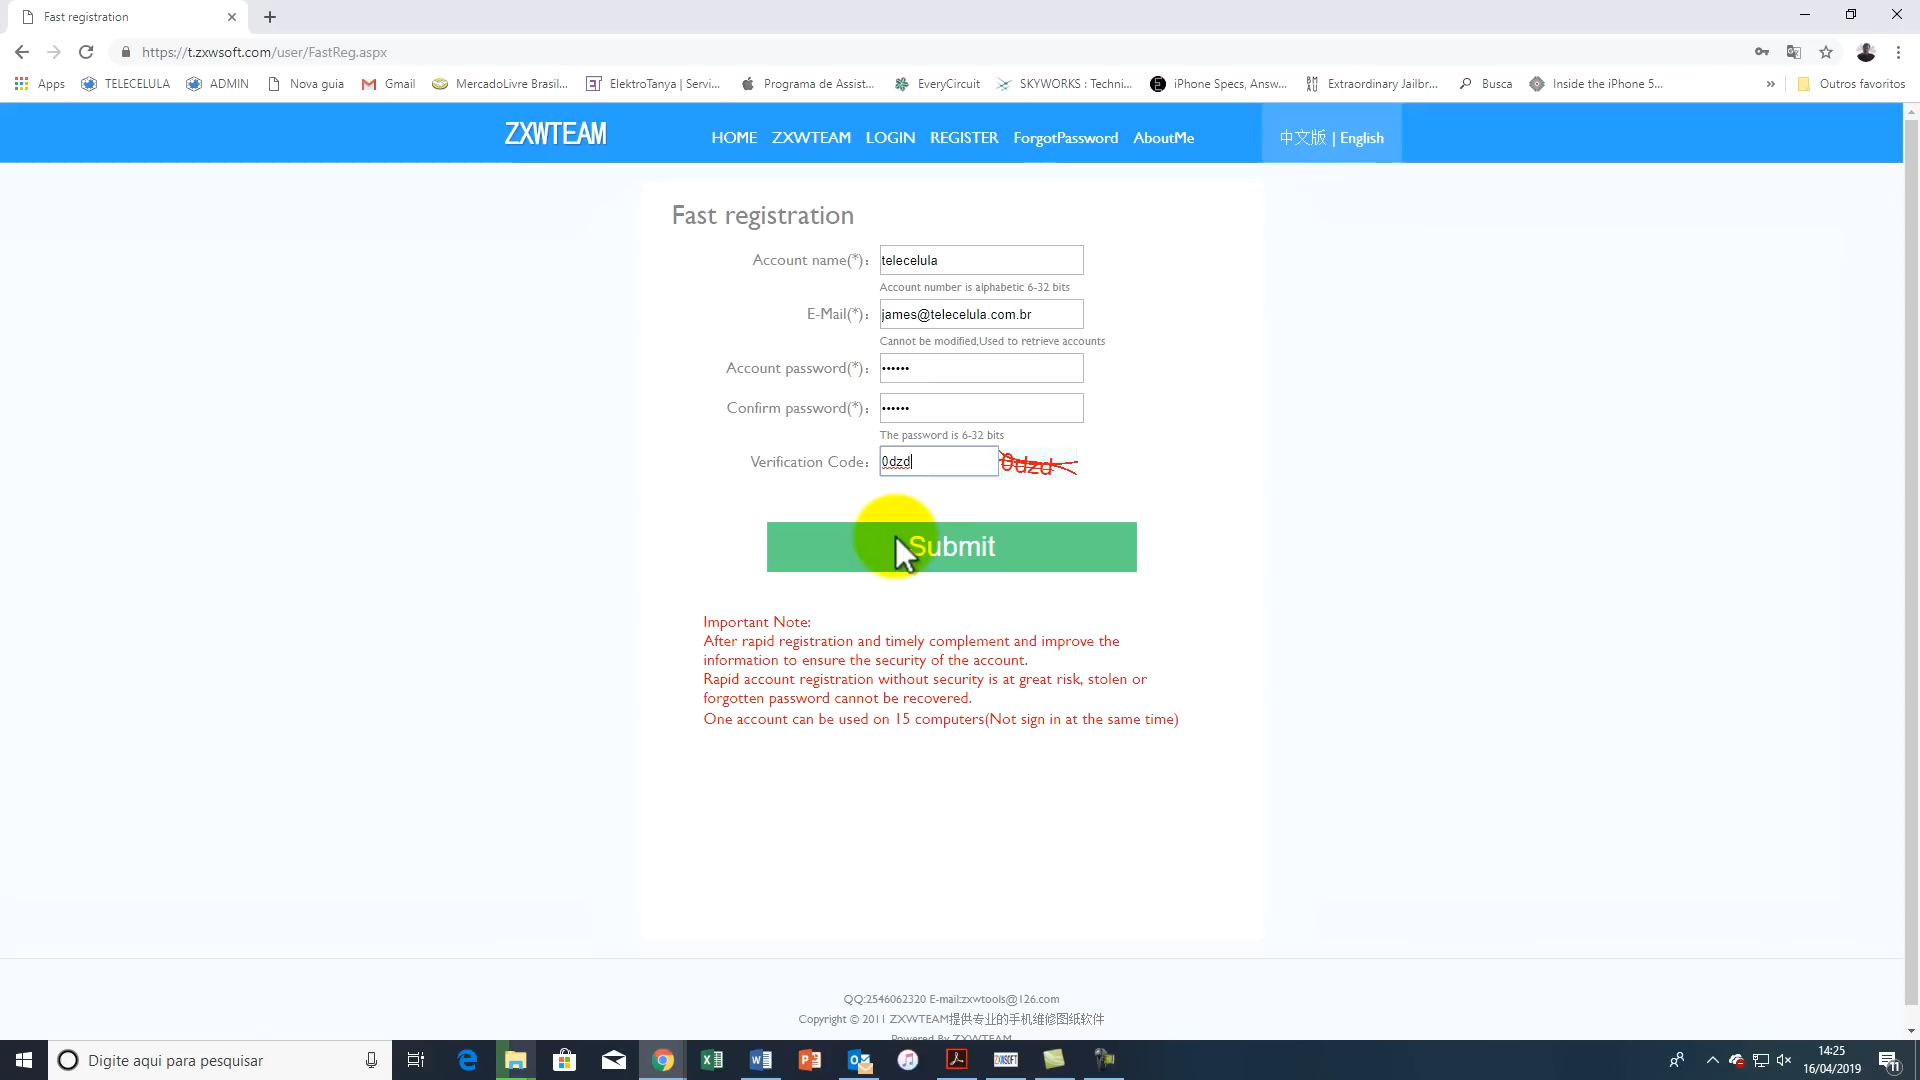 Fast registration
https://t.zxwsoft.com/user/FastReg.aspx
Apps TELECELULA ADMIN Nova guia Gmail MercadoLivre Brasil... ElektroTanya | Servi... Programa de Assist... EveryCircuit SKYWORKS : Techni... iPhone Specs, Answ... Extraordinary Jailbr... Busca Inside the iPhone 5... » Outros favoritos
ZXWTEAM HOME ZXWTEAM LOGIN REGISTER ForgotPassword AboutMe 中文版 | English
Fast registration
Account name(*)： telecelula
Account number is alphabetic 6-32 bits
E-Mail(*)： james@telecelula.com.br
Cannot be modified,Used to retrieve accounts
Account password(*)： ••••••
Confirm password(*)： ••••••
The password is 6-32 bits
Verification Code： 0dzd 0dzd
Submit
Important Note:
After rapid registration and timely complement and improve the
information to ensure the security of the account.
Rapid account registration without security is at great risk, stolen or
forgotten password cannot be recovered.
One account can be used on 15 computers(Not sign in at the same time)
QQ:2546062320 E-mail:zxwtools@126.com
Copyright © 2011 ZXWTEAM提供专业的手机维修图纸软件
Powered By ZXWTEAM
Digite aqui para pesquisar ZXWSOFT 14:25
16/04/2019 11